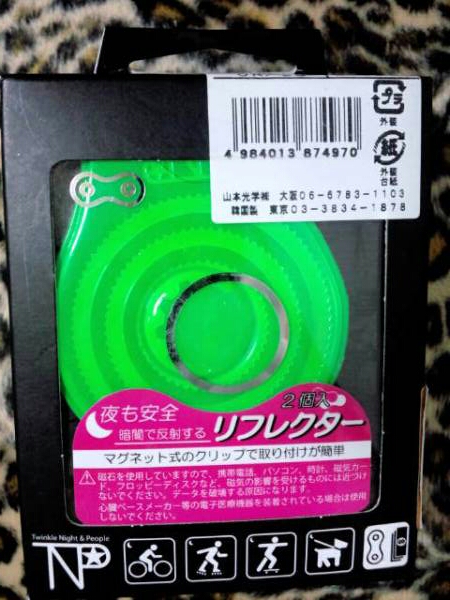 4 984013 874970
プラ
外装
紙
外装
台紙
山本光学㈱ 大阪06-6783-1103
韓国製 東京03-3834-1878
夜も安全
暗闇で反射する
2個入
リフレクター
マグネット式のクリップで取り付けが簡単
磁石を使用していますので、携帯電話、パソコン、時計、磁気カー
ド、フロッピーディスクなど、磁気の影響を受けるものには近づけ
ないでください。データを破壊する原因になります。
心臓ペースメーカー等の電子医療機器を装着されている場合は使用
しないでください。
Twinkle Night & People
TNP